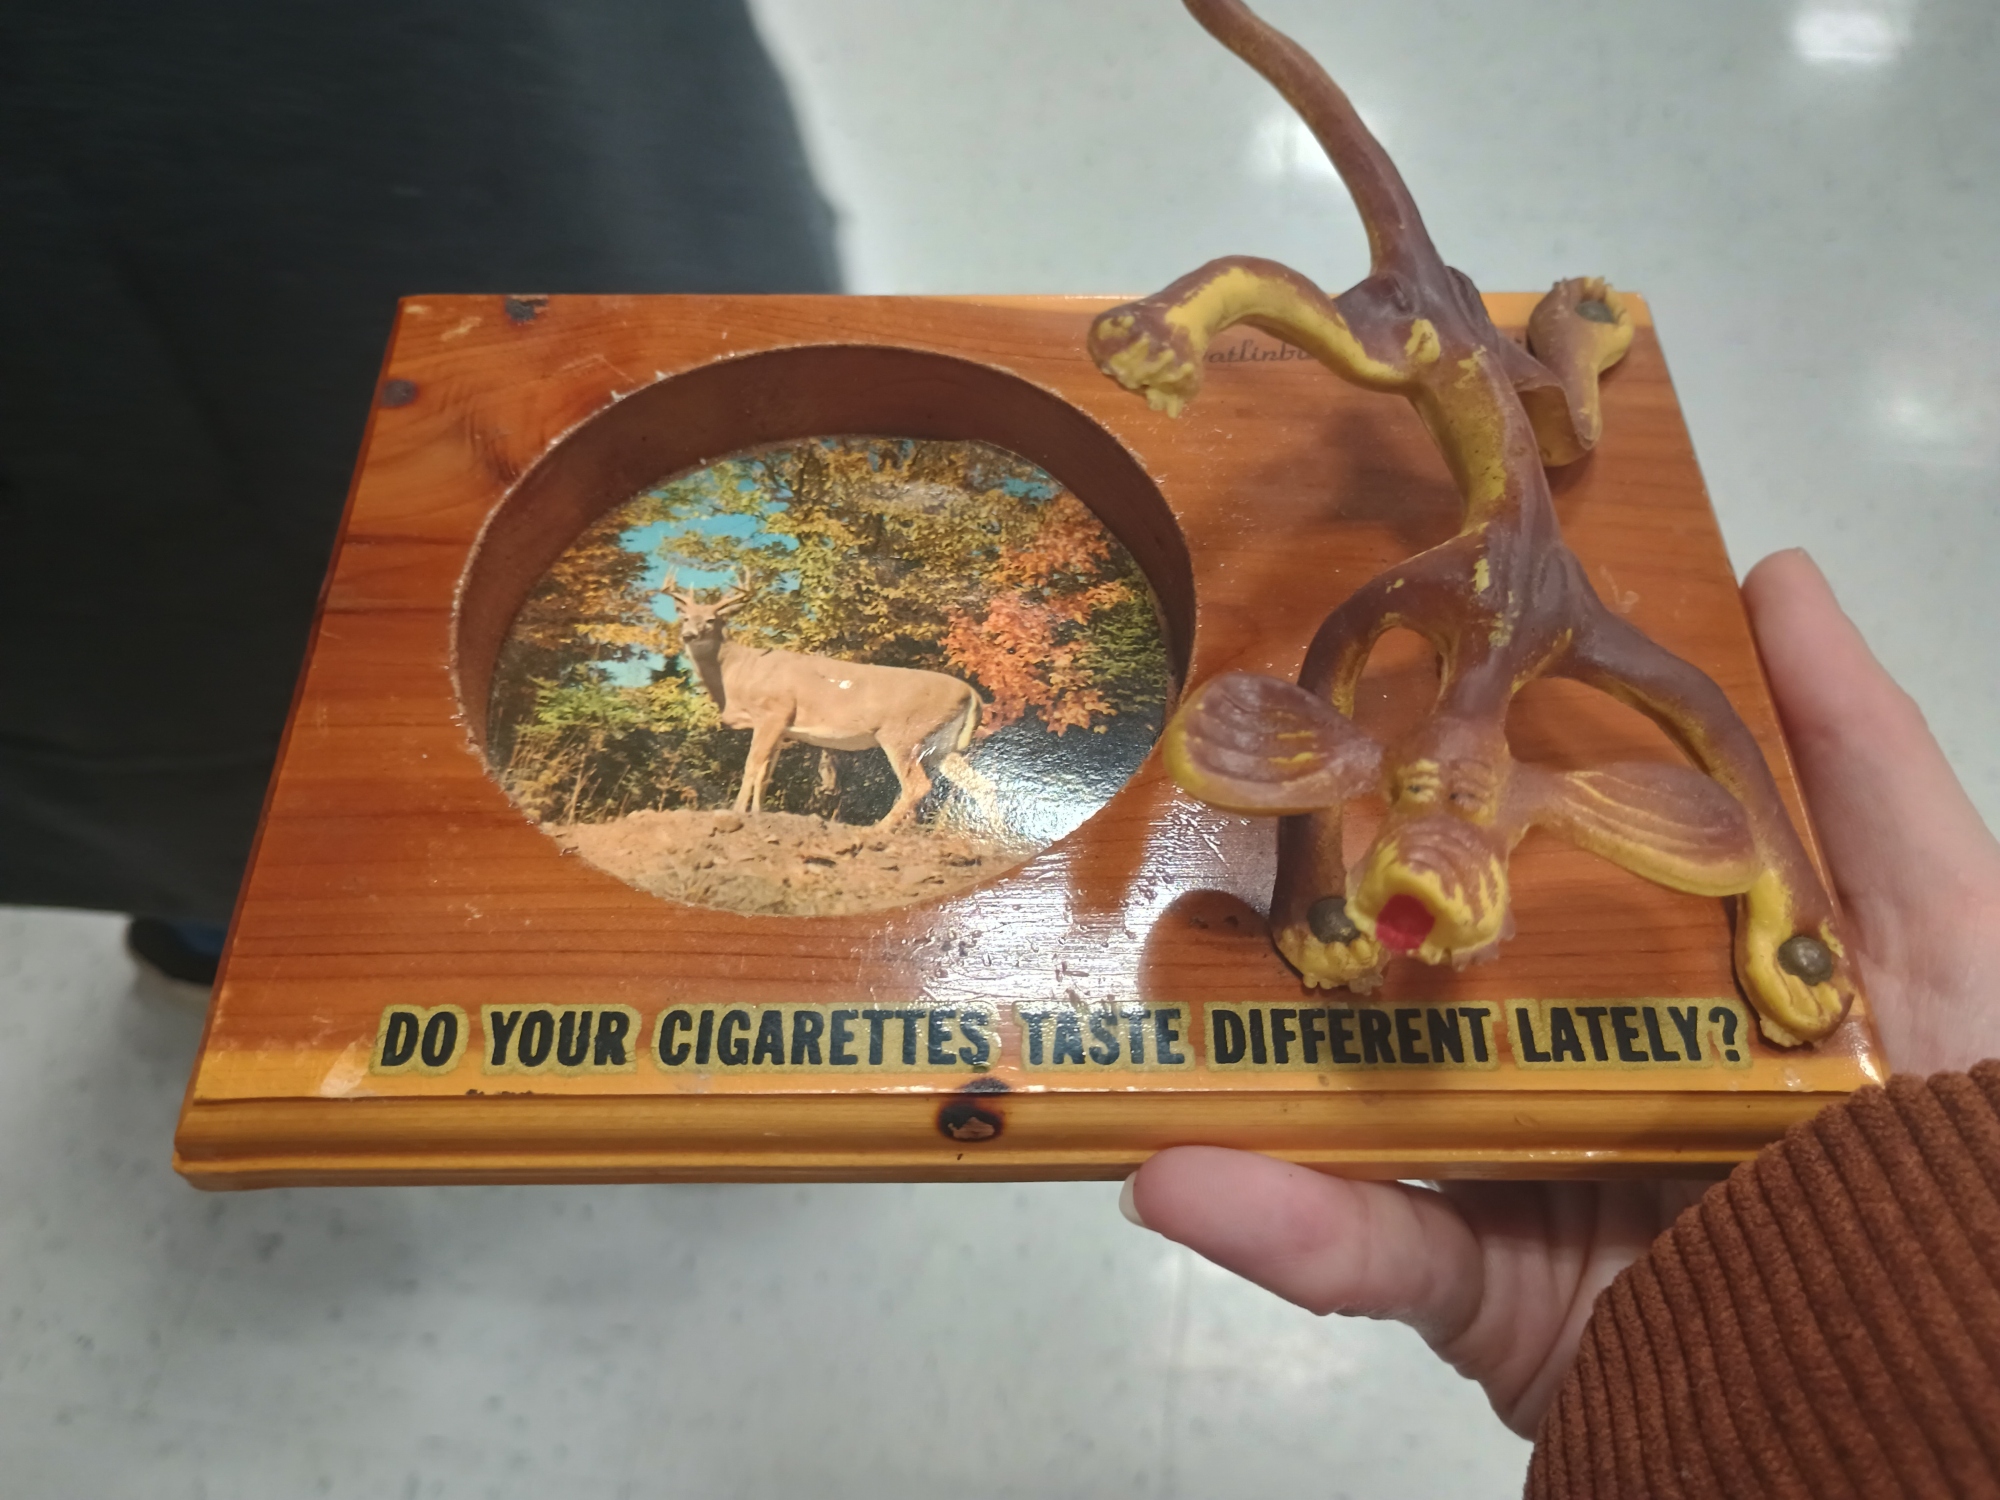 DO YOUR CIGARETTES TASTE DIFFERENT LATELY?